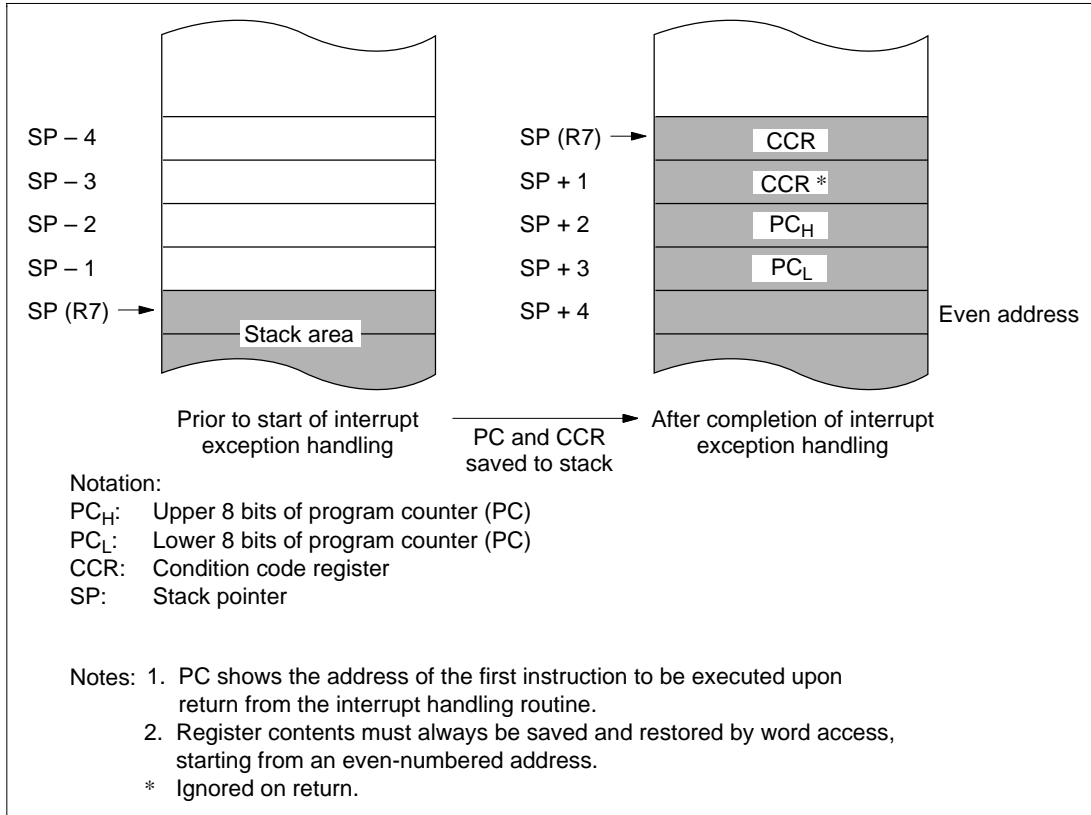 SP – 4
SP – 3
SP – 2
SP – 1
SP (R7)
Stack area
SP (R7)
SP + 1
SP + 2
SP + 3
SP + 4
CCR
CCR *
PCH
PCL
Even address
Prior to start of interrupt
exception handling
PC and CCR
saved to stack
After completion of interrupt
exception handling
Notation:
PCH: Upper 8 bits of program counter (PC)
PCL: Lower 8 bits of program counter (PC)
CCR: Condition code register
SP: Stack pointer
Notes: 1. PC shows the address of the first instruction to be executed upon
return from the interrupt handling routine.
2. Register contents must always be saved and restored by word access,
starting from an even-numbered address.
* Ignored on return.